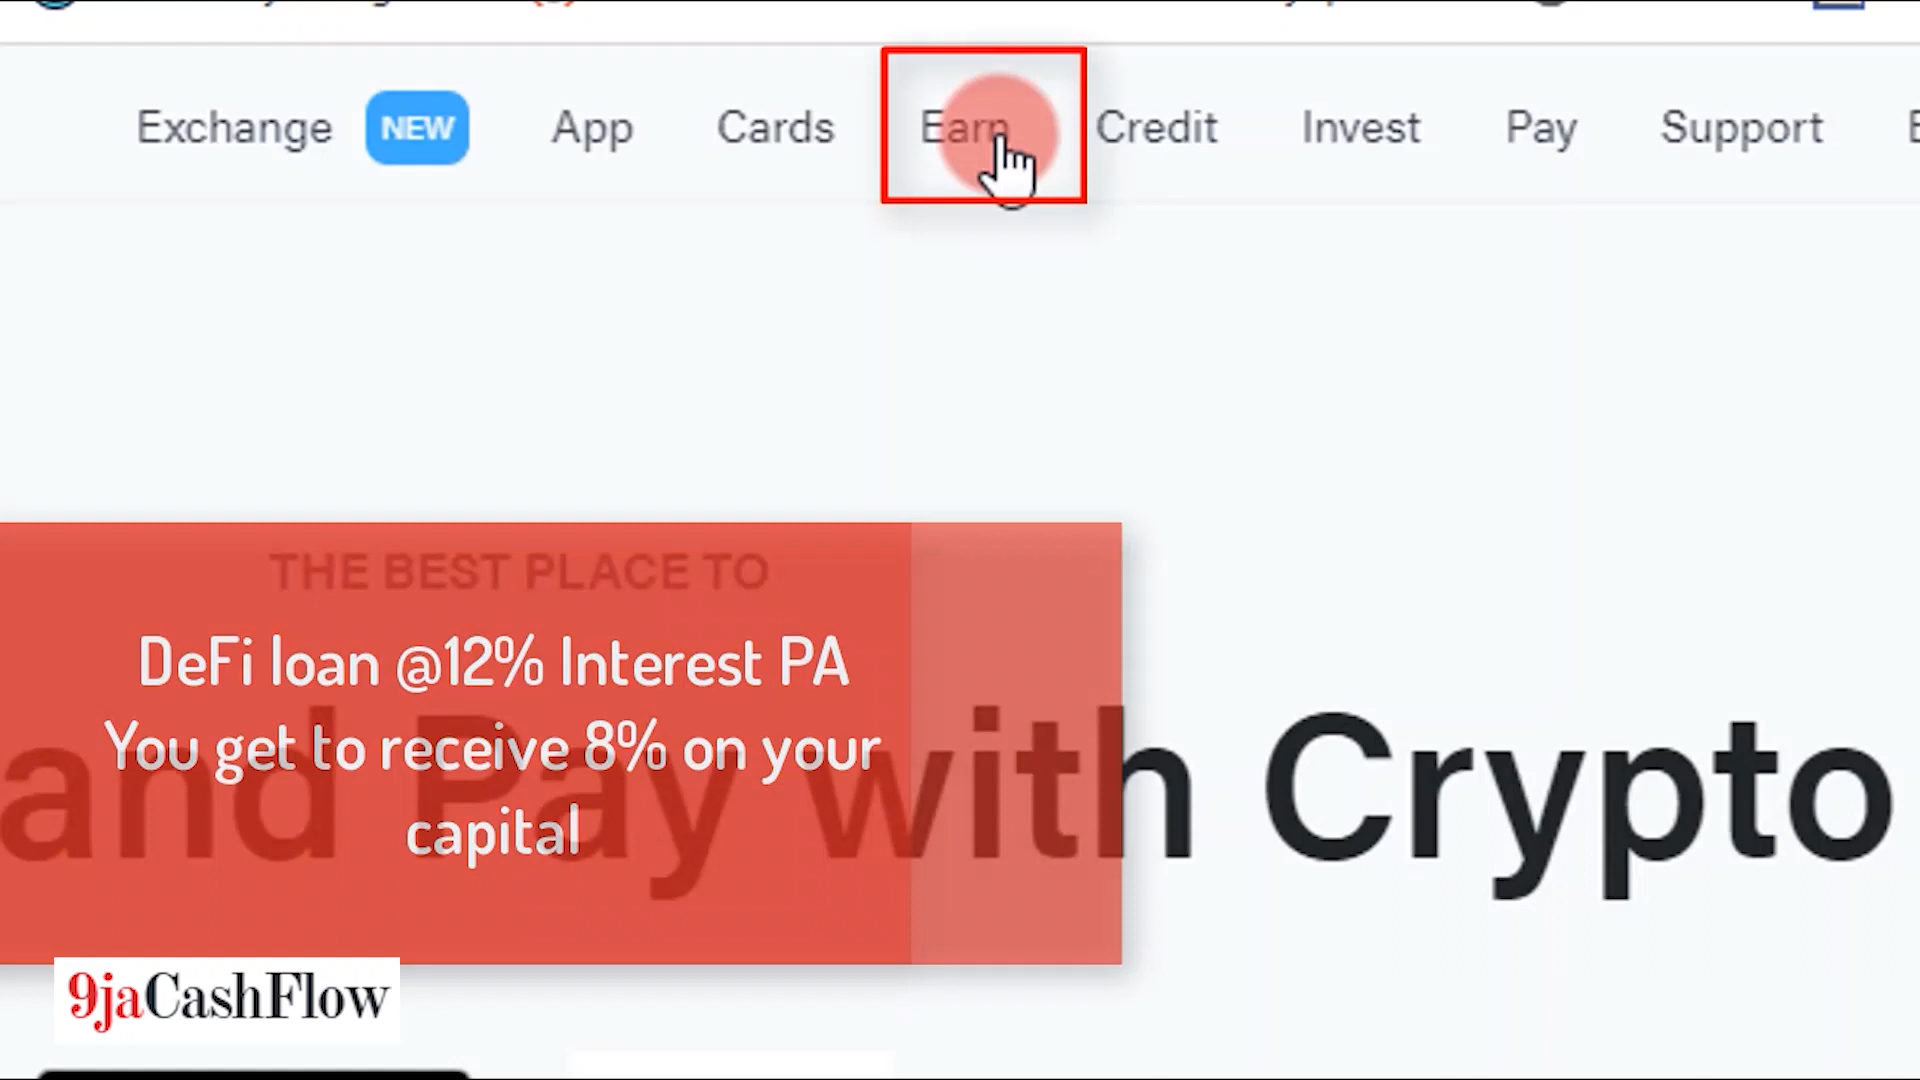 Exchange NEW App Cards Earn Credit Invest Pay Support
THE BEST PLACE TO
DeFi loan @12% Interest PA
You get to receive 8% on your
capital
and Pay with Crypto
9jaCashFlow